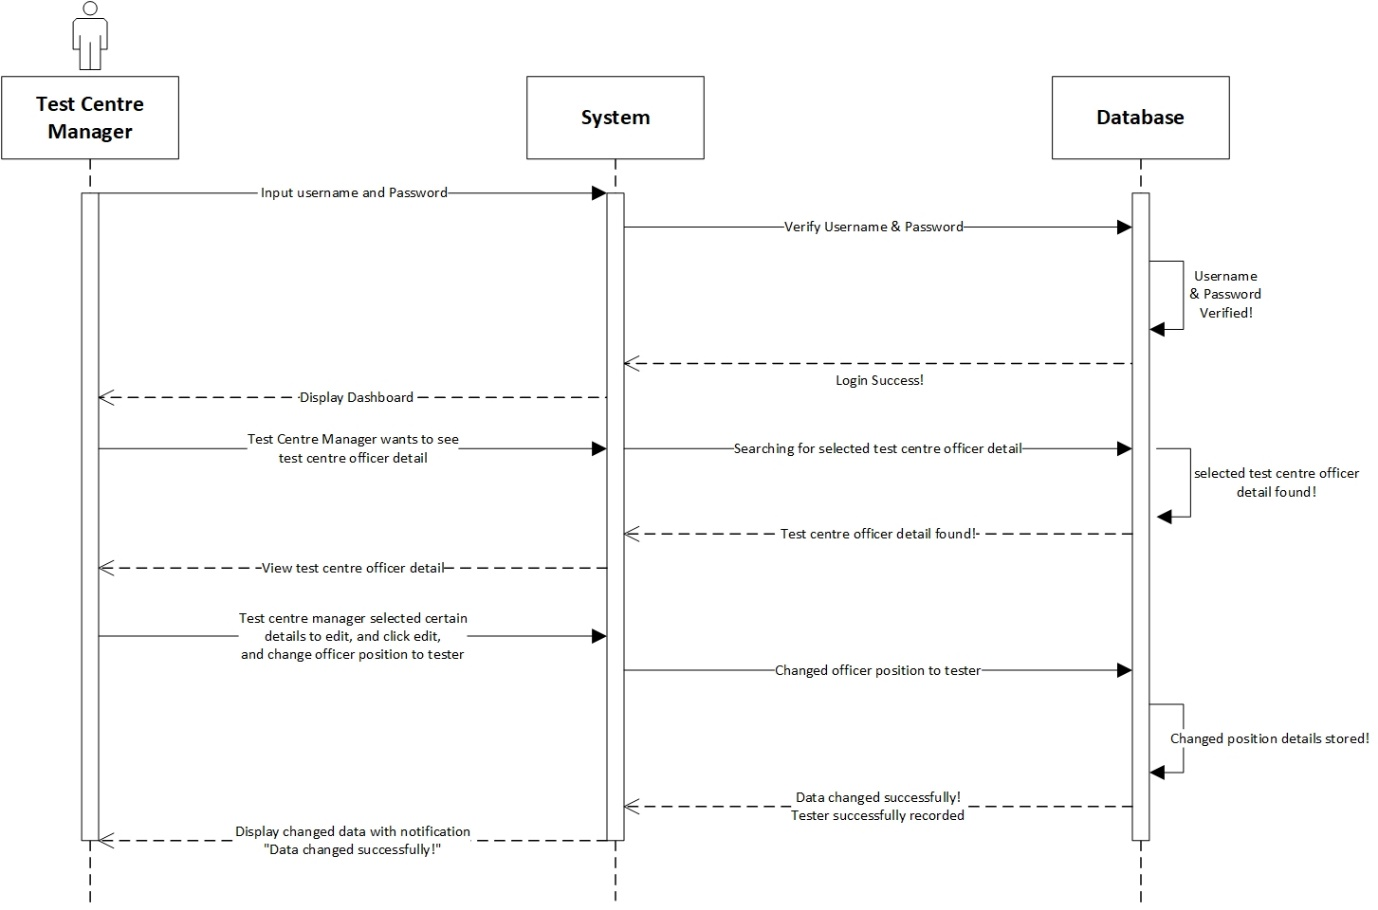 Test Centre
Manager
System
Database
Input username and Password
Verify Username & Password
Username
& Password
Verified!
Login Success!
Display Dashboard
Test Centre Manager wants to see
test centre officer detail
Searching for selected test centre officer detail
selected test centre officer
detail found!
Test centre officer detail found!
View test centre officer detail
Test centre manager selected certain
details to edit, and click edit,
and change officer position to tester
Changed officer position to tester
Changed position details stored!
Data changed successfully!
Tester successfully recorded
Display changed data with notification
"Data changed successfully!"